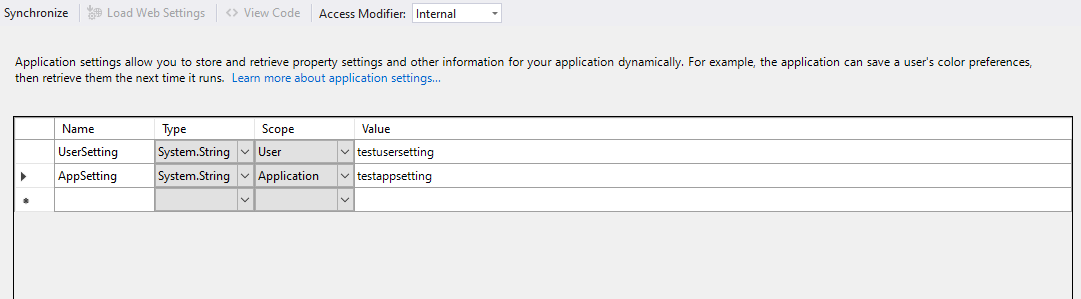 Synchronize Load Web Settings View Code Access Modifier: Internal
Application settings allow you to store and retrieve property settings and other information for your application dynamically. For example, the application can save a user's color preferences,
then retrieve them the next time it runs. Learn more about application settings...
Name Type Scope Value
UserSetting System.String User testusersetting
AppSetting System.String Application testappsetting